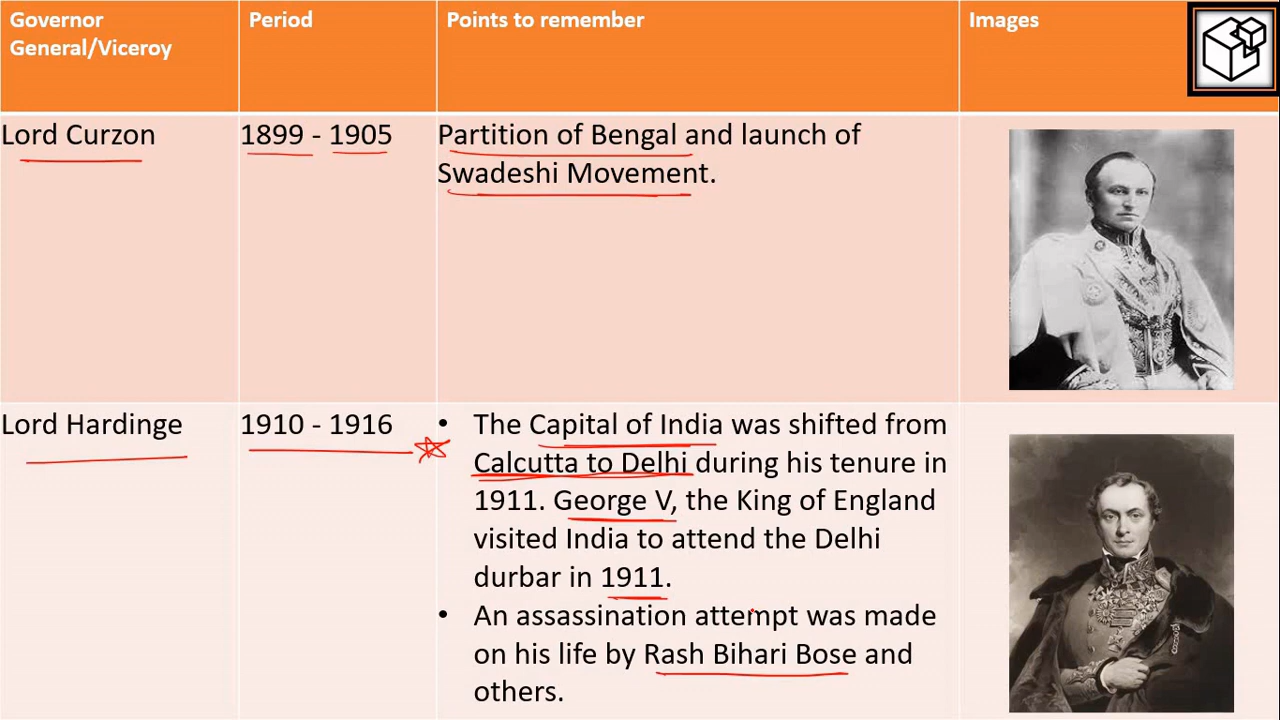 Governor
General/Viceroy
Period
Points to remember
Images
Lord Curzon
1899 - 1905
Partition of Bengal and launch of
Swadeshi Movement.
Lord Hardinge
1910 - 1916
• The Capital of India was shifted from
Calcutta to Delhi during his tenure in
1911. George V, the King of England
visited India to attend the Delhi
durbar in 1911.
• An assassination attempt was made
on his life by Rash Bihari Bose and
others.